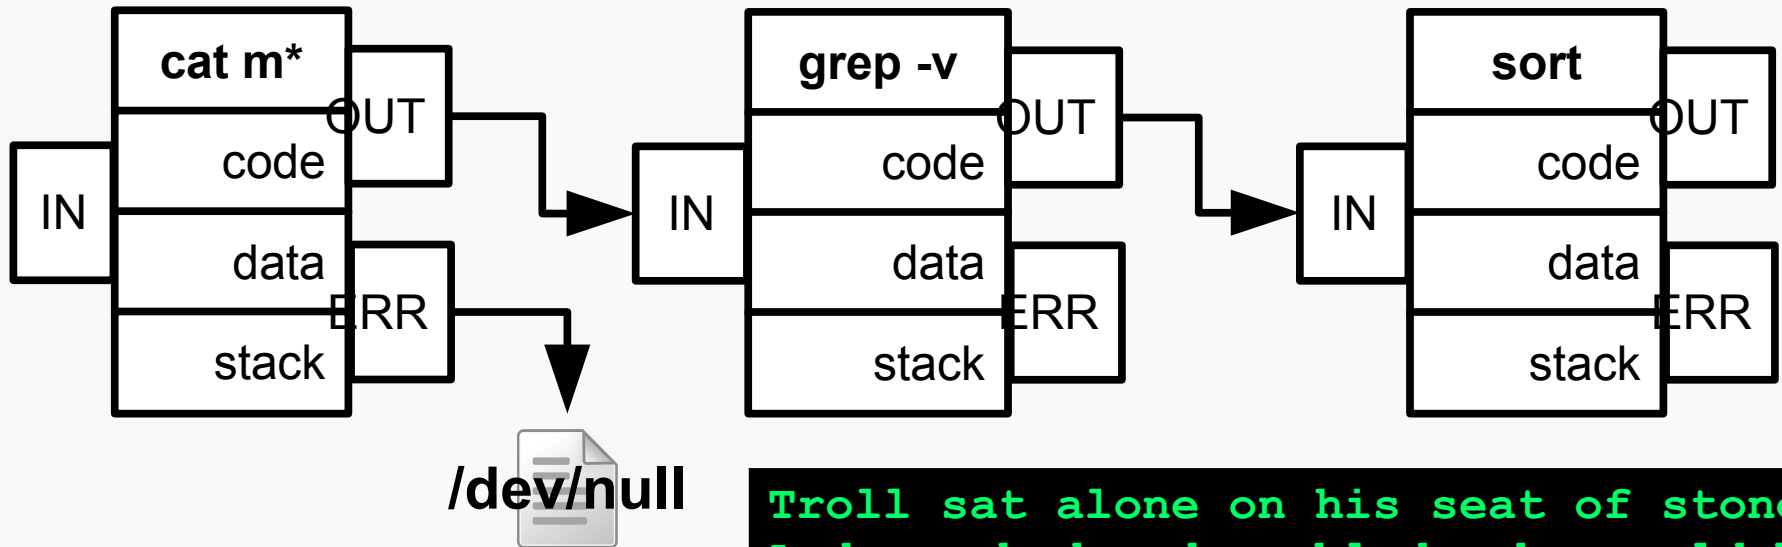 cat m*
OUT
code
IN
data
ERR
stack
grep -v
OUT
code
IN
data
ERR
stack
sort
OUT
code
IN
data
ERR
stack
/dev/null
Troll sat alone on his seat of stone